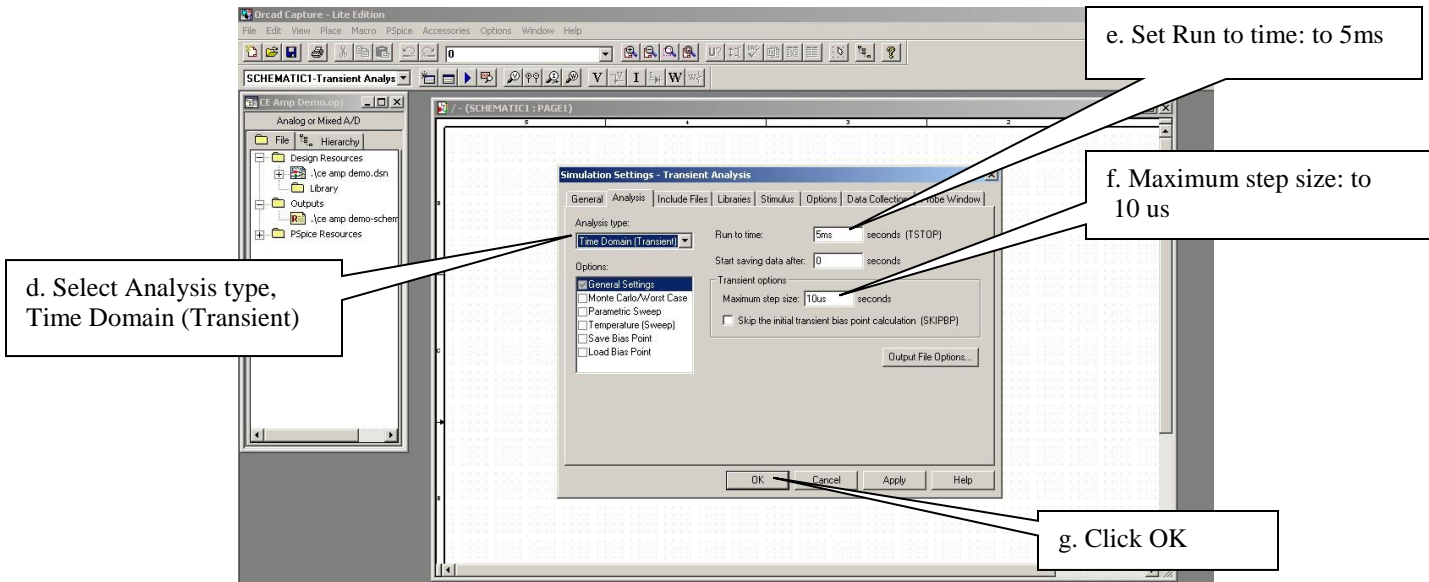 Orcad Capture - Lite Edition
File Edit View Place Macro PSpice Accessories Options Window Help
0
U?
SCHEMATIC1-Transient Analys
V I W
CE Amp Demo.opj
Analog or Mixed A/D
File Hierarchy
Design Resources
.\ce amp demo.dsn
Library
Outputs
.\ce amp demo-schem
PSpice Resources
/ - (SCHEMATIC1 : PAGE1)
5 4 3 2
Simulation Settings - Transient Analysis
General Analysis Include Files Libraries Stimulus Options Data Collection Probe Window
Analysis type:
Time Domain (Transient)
Options:
General Settings
Monte Carlo/Worst Case
Parametric Sweep
Temperature (Sweep)
Save Bias Point
Load Bias Point
Run to time: 5ms seconds (TSTOP)
Start saving data after: 0 seconds
Transient options
Maximum step size: 10us seconds
Skip the initial transient bias point calculation (SKIPBP)
Output File Options...
OK Cancel Apply Help
d. Select Analysis type,
Time Domain (Transient)
e. Set Run to time: to 5ms
f. Maximum step size: to
10 us
g. Click OK